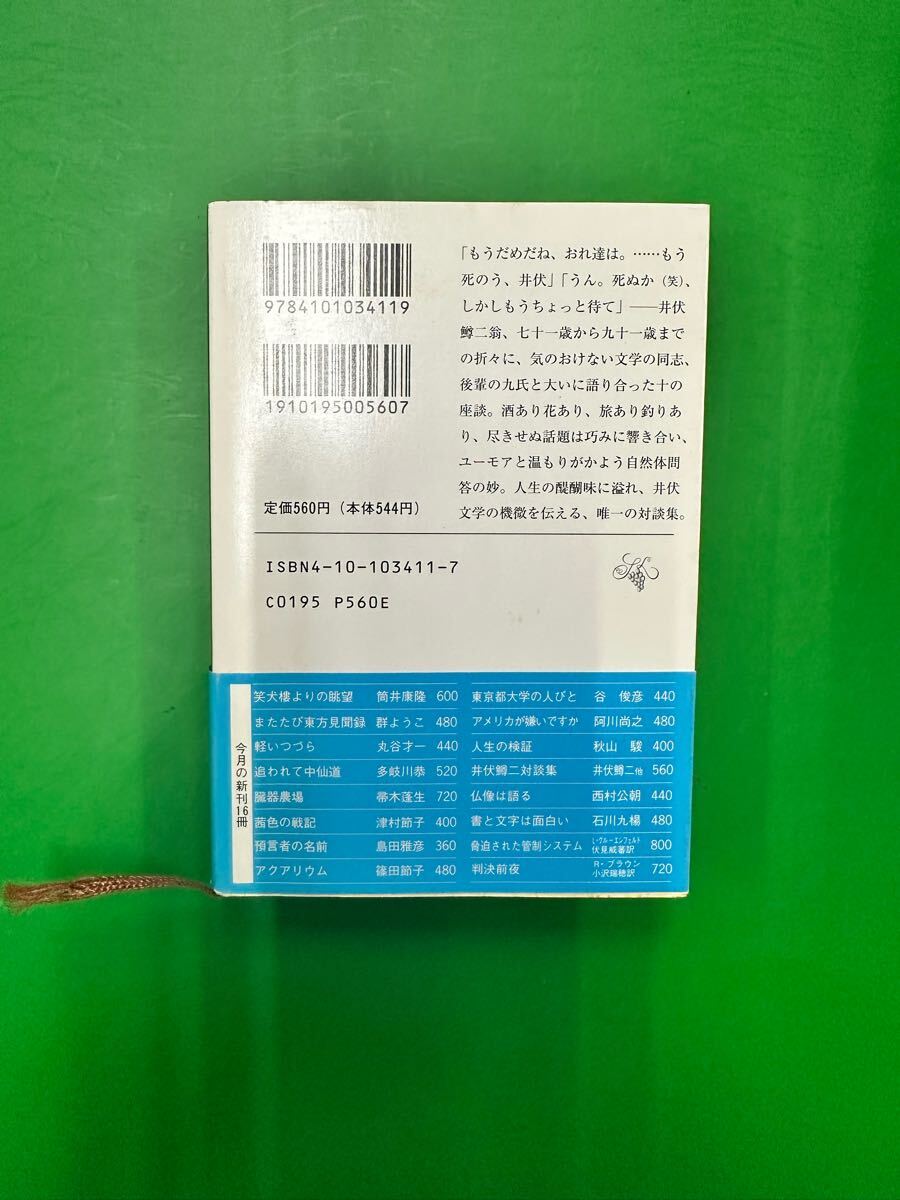 9784101034119
1910195005607
定価560円（本体544円）
「もうだめだね、おれ達は。……もう
死のう、井伏」「うん。死ぬか（笑）、
しかしもうちょっと待て」――井伏
鱒二翁、七十一歳から九十一歳まで
の折々に、気のおけない文学の同志、
後輩の九氏と大いに語り合った十の
座談。酒あり花あり、旅あり釣りあ
り、尽きせぬ話題は巧みに響き合い、
ユーモアと温もりがかよう自然体問
答の妙。人生の醍醐味に溢れ、井伏
文学の機微を伝える、唯一の対談集。
ISBN4-10-103411-7
C0195 P560E
今月の新刊16冊
笑犬樓よりの眺望 筒井康隆 600
またたび東方見聞録 群ようこ 480
軽いつづら 丸谷才一 440
追われて中仙道 多岐川恭 520
臓器農場 帚木蓬生 720
茜色の戦記 津村節子 400
預言者の名前 島田雅彦 360
アクアリウム 篠田節子 480
東京都大学の人びと 谷 俊彦 440
アメリカが嫌いですか 阿川尚之 480
人生の検証 秋山 駿 400
井伏鱒二対談集 井伏鱒二他 560
仏像は語る 西村公朝 440
書と文字は面白い 石川九楊 480
脅迫された管制システム L・グルーエンフェルト 伏見威蕃訳 800
判決前夜 R・ブラウン 小沢瑞穂訳 720